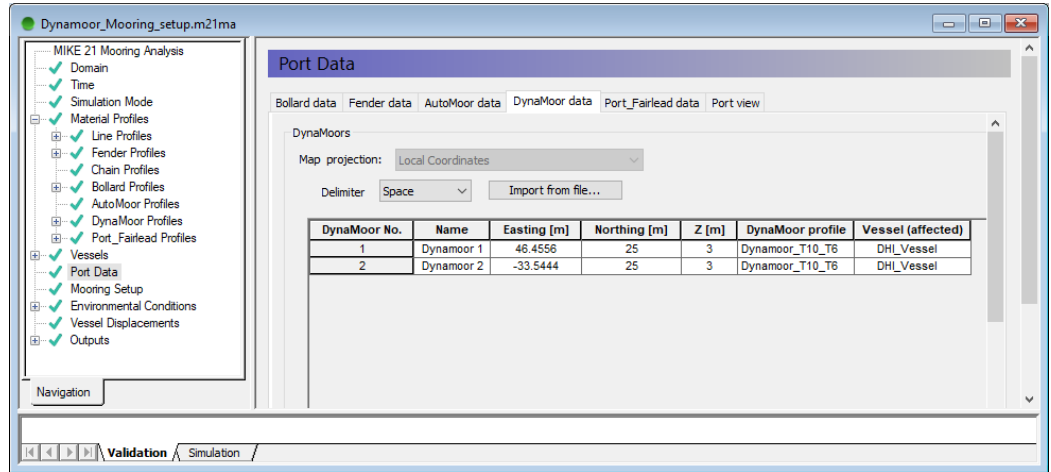 Dynamoor_Mooring_setup.m21ma
MIKE 21 Mooring Analysis
Domain
Time
Simulation Mode
Material Profiles
Line Profiles
Fender Profiles
Chain Profiles
Bollard Profiles
AutoMoor Profiles
DynaMoor Profiles
Port_Fairlead Profiles
Vessels
Port Data
Mooring Setup
Environmental Conditions
Vessel Displacements
Outputs
Navigation
Port Data
Bollard data Fender data AutoMoor data DynaMoor data Port_Fairlead data Port view
DynaMoors
Map projection: Local Coordinates
Delimiter Space Import from file...
DynaMoor No. Name Easting [m] Northing [m] Z [m] DynaMoor profile Vessel (affected)
1 Dynamoor 1 46.4556 25 3 Dynamoor_T10_T6 DHI_Vessel
2 Dynamoor 2 -33.5444 25 3 Dynamoor_T10_T6 DHI_Vessel
Validation Simulation